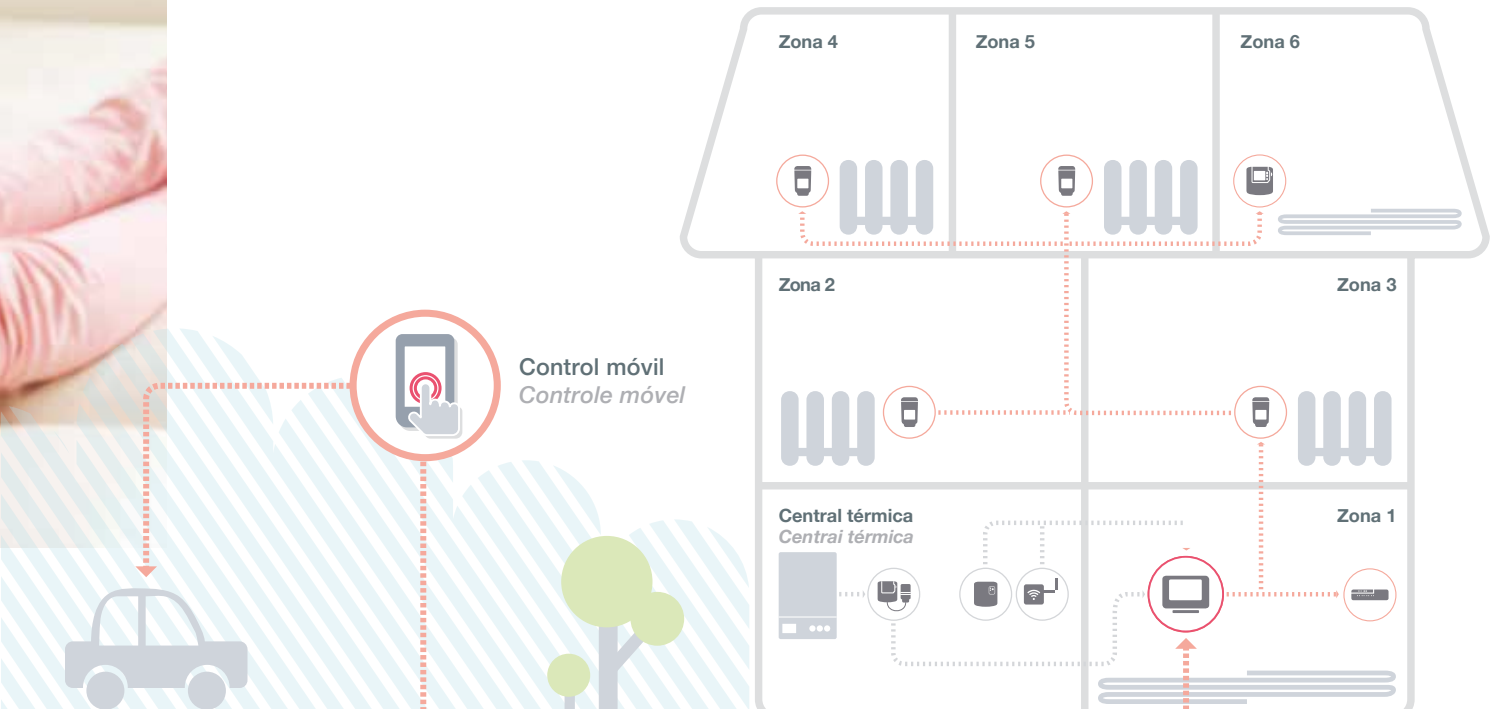 Zona 4
Zona 5
Zona 6
Zona 2
Zona 3
Control móvil
Controle móvel
Central térmica
Centrai térmica
Zona 1